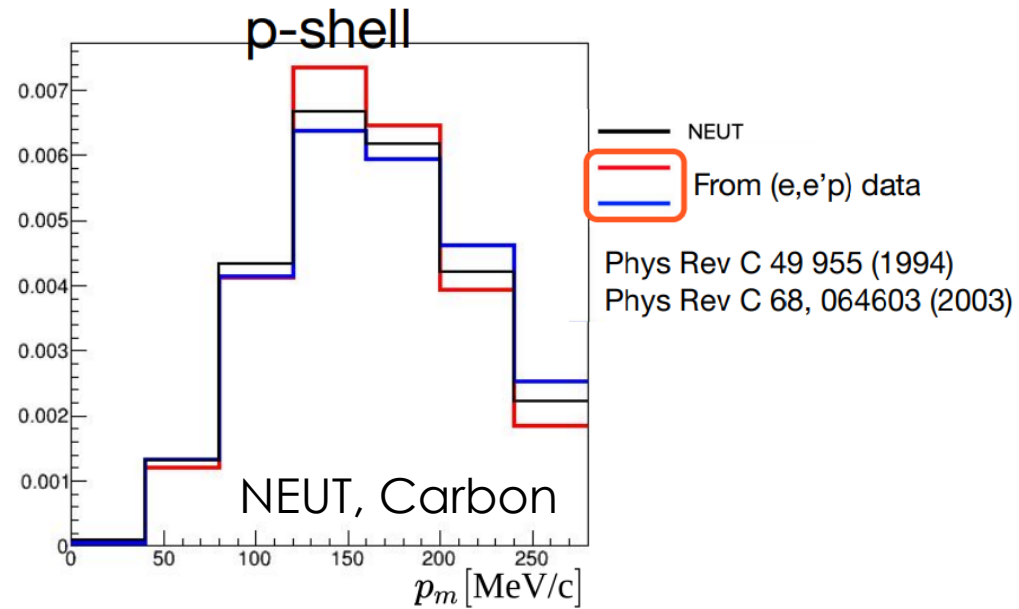 p-shell
0.007
0.006
0.005
0.004
0.003
0.002
0.001
0
0 50 100 150 200 250
p_m [MeV/c]
NEUT, Carbon
NEUT
From (e,e’p) data
Phys Rev C 49 955 (1994)
Phys Rev C 68, 064603 (2003)